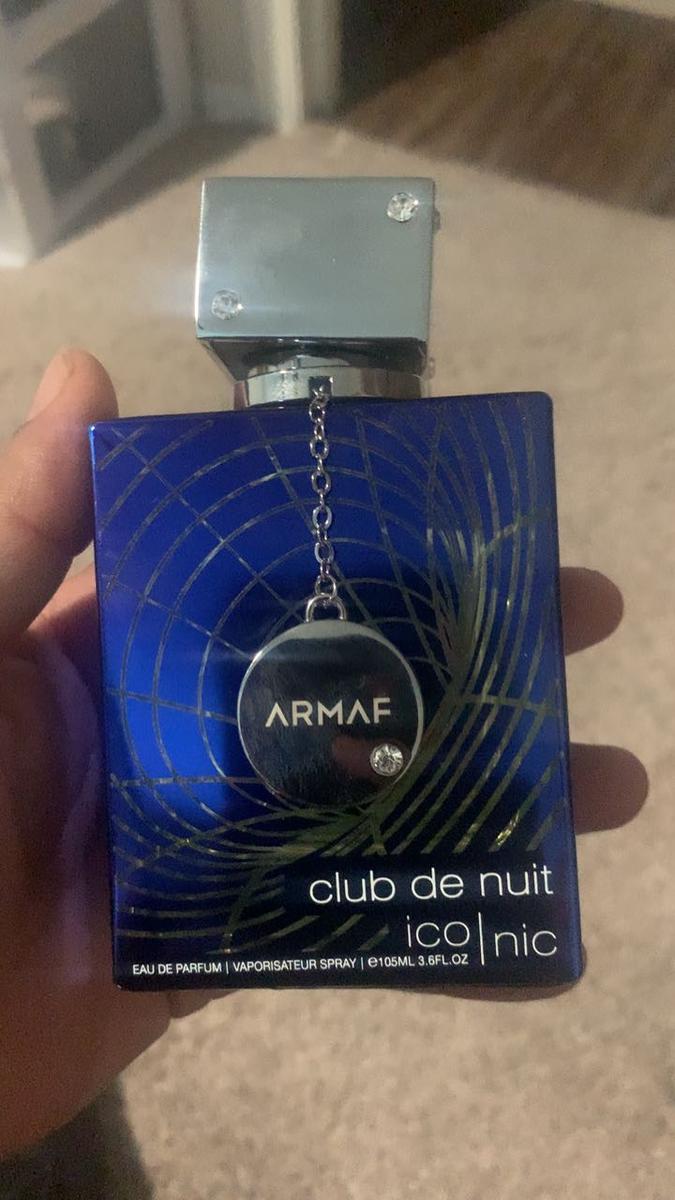 ARMAF
club de nuit
ico|nic
EAU DE PARFUM | VAPORISATEUR SPRAY | ℮105ML 3.6FL.OZ